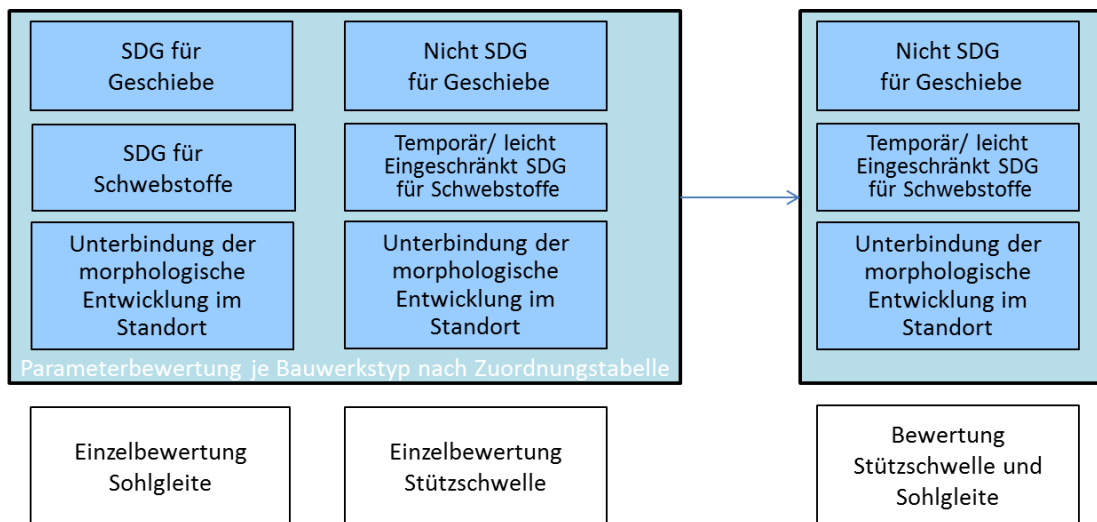 SDG für
Geschiebe
Nicht SDG
für Geschiebe
Nicht SDG
für Geschiebe
SDG für
Schwebstoffe
Temporär/ leicht
Eingeschränkt SDG
für Schwebstoffe
Temporär/ leicht
Eingeschränkt SDG
für Schwebstoffe
Unterbindung der
morphologische
Entwicklung im
Standort
Unterbindung der
morphologische
Entwicklung im
Standort
Unterbindung der
morphologische
Entwicklung im
Standort
Parameterbewertung je Bauwerkstyp nach Zuordnungstabelle
Einzelbewertung
Sohlgleite
Einzelbewertung
Stützschwelle
Bewertung
Stützschwelle und
Sohlgleite